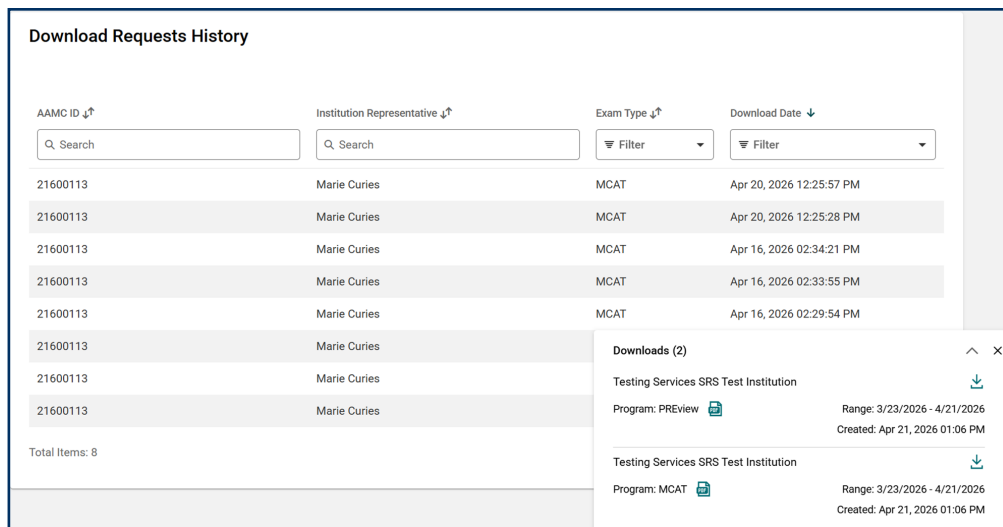 Download Requests History
AAMC ID Institution Representative Exam Type Download Date
Search Search Filter Filter
21600113 Marie Curies MCAT Apr 20, 2026 12:25:57 PM
21600113 Marie Curies MCAT Apr 20, 2026 12:25:28 PM
21600113 Marie Curies MCAT Apr 16, 2026 02:34:21 PM
21600113 Marie Curies MCAT Apr 16, 2026 02:33:55 PM
21600113 Marie Curies MCAT Apr 16, 2026 02:29:54 PM
21600113 Marie Curies
21600113 Marie Curies
21600113 Marie Curies
Total Items: 8
Downloads (2)
Testing Services SRS Test Institution
Program: PREview PDF Range: 3/23/2026 - 4/21/2026
Created: Apr 21, 2026 01:06 PM
Testing Services SRS Test Institution
Program: MCAT PDF Range: 3/23/2026 - 4/21/2026
Created: Apr 21, 2026 01:06 PM